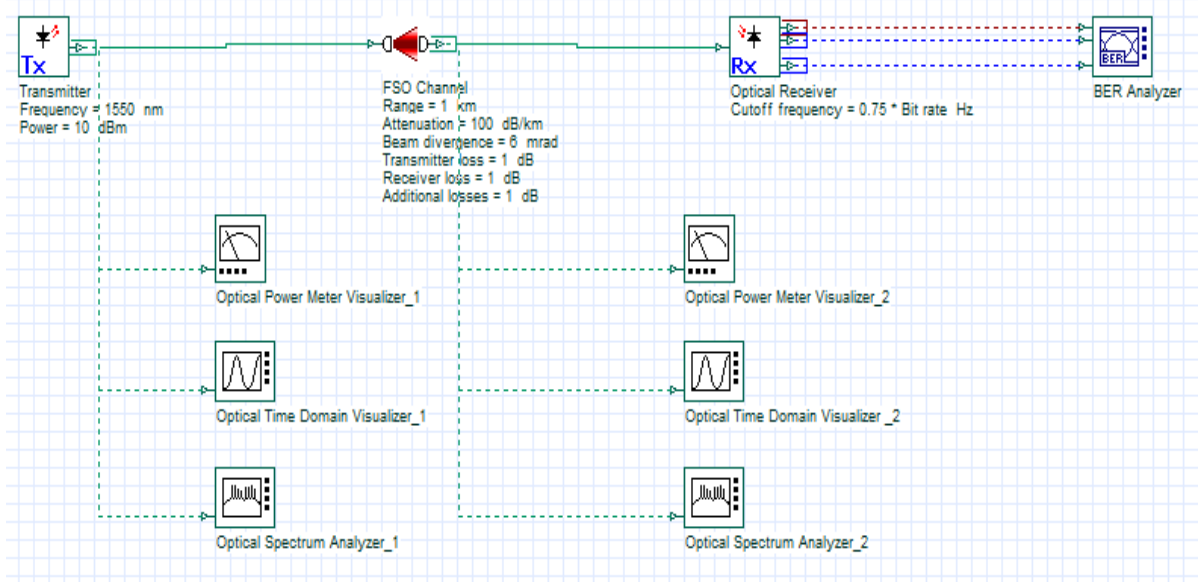 Tx
Transmitter
Frequency = 1550 nm
Power = 10 dBm
FSO Channel
Range = 1 km
Attenuation = 100 dB/km
Beam divergence = 6 mrad
Transmitter loss = 1 dB
Receiver loss = 1 dB
Additional losses = 1 dB
Rx
Optical Receiver
Cutoff frequency = 0.75 * Bit rate Hz
BER
BER Analyzer
Optical Power Meter Visualizer_1
Optical Power Meter Visualizer_2
Optical Time Domain Visualizer_1
Optical Time Domain Visualizer _2
Optical Spectrum Analyzer_1
Optical Spectrum Analyzer_2